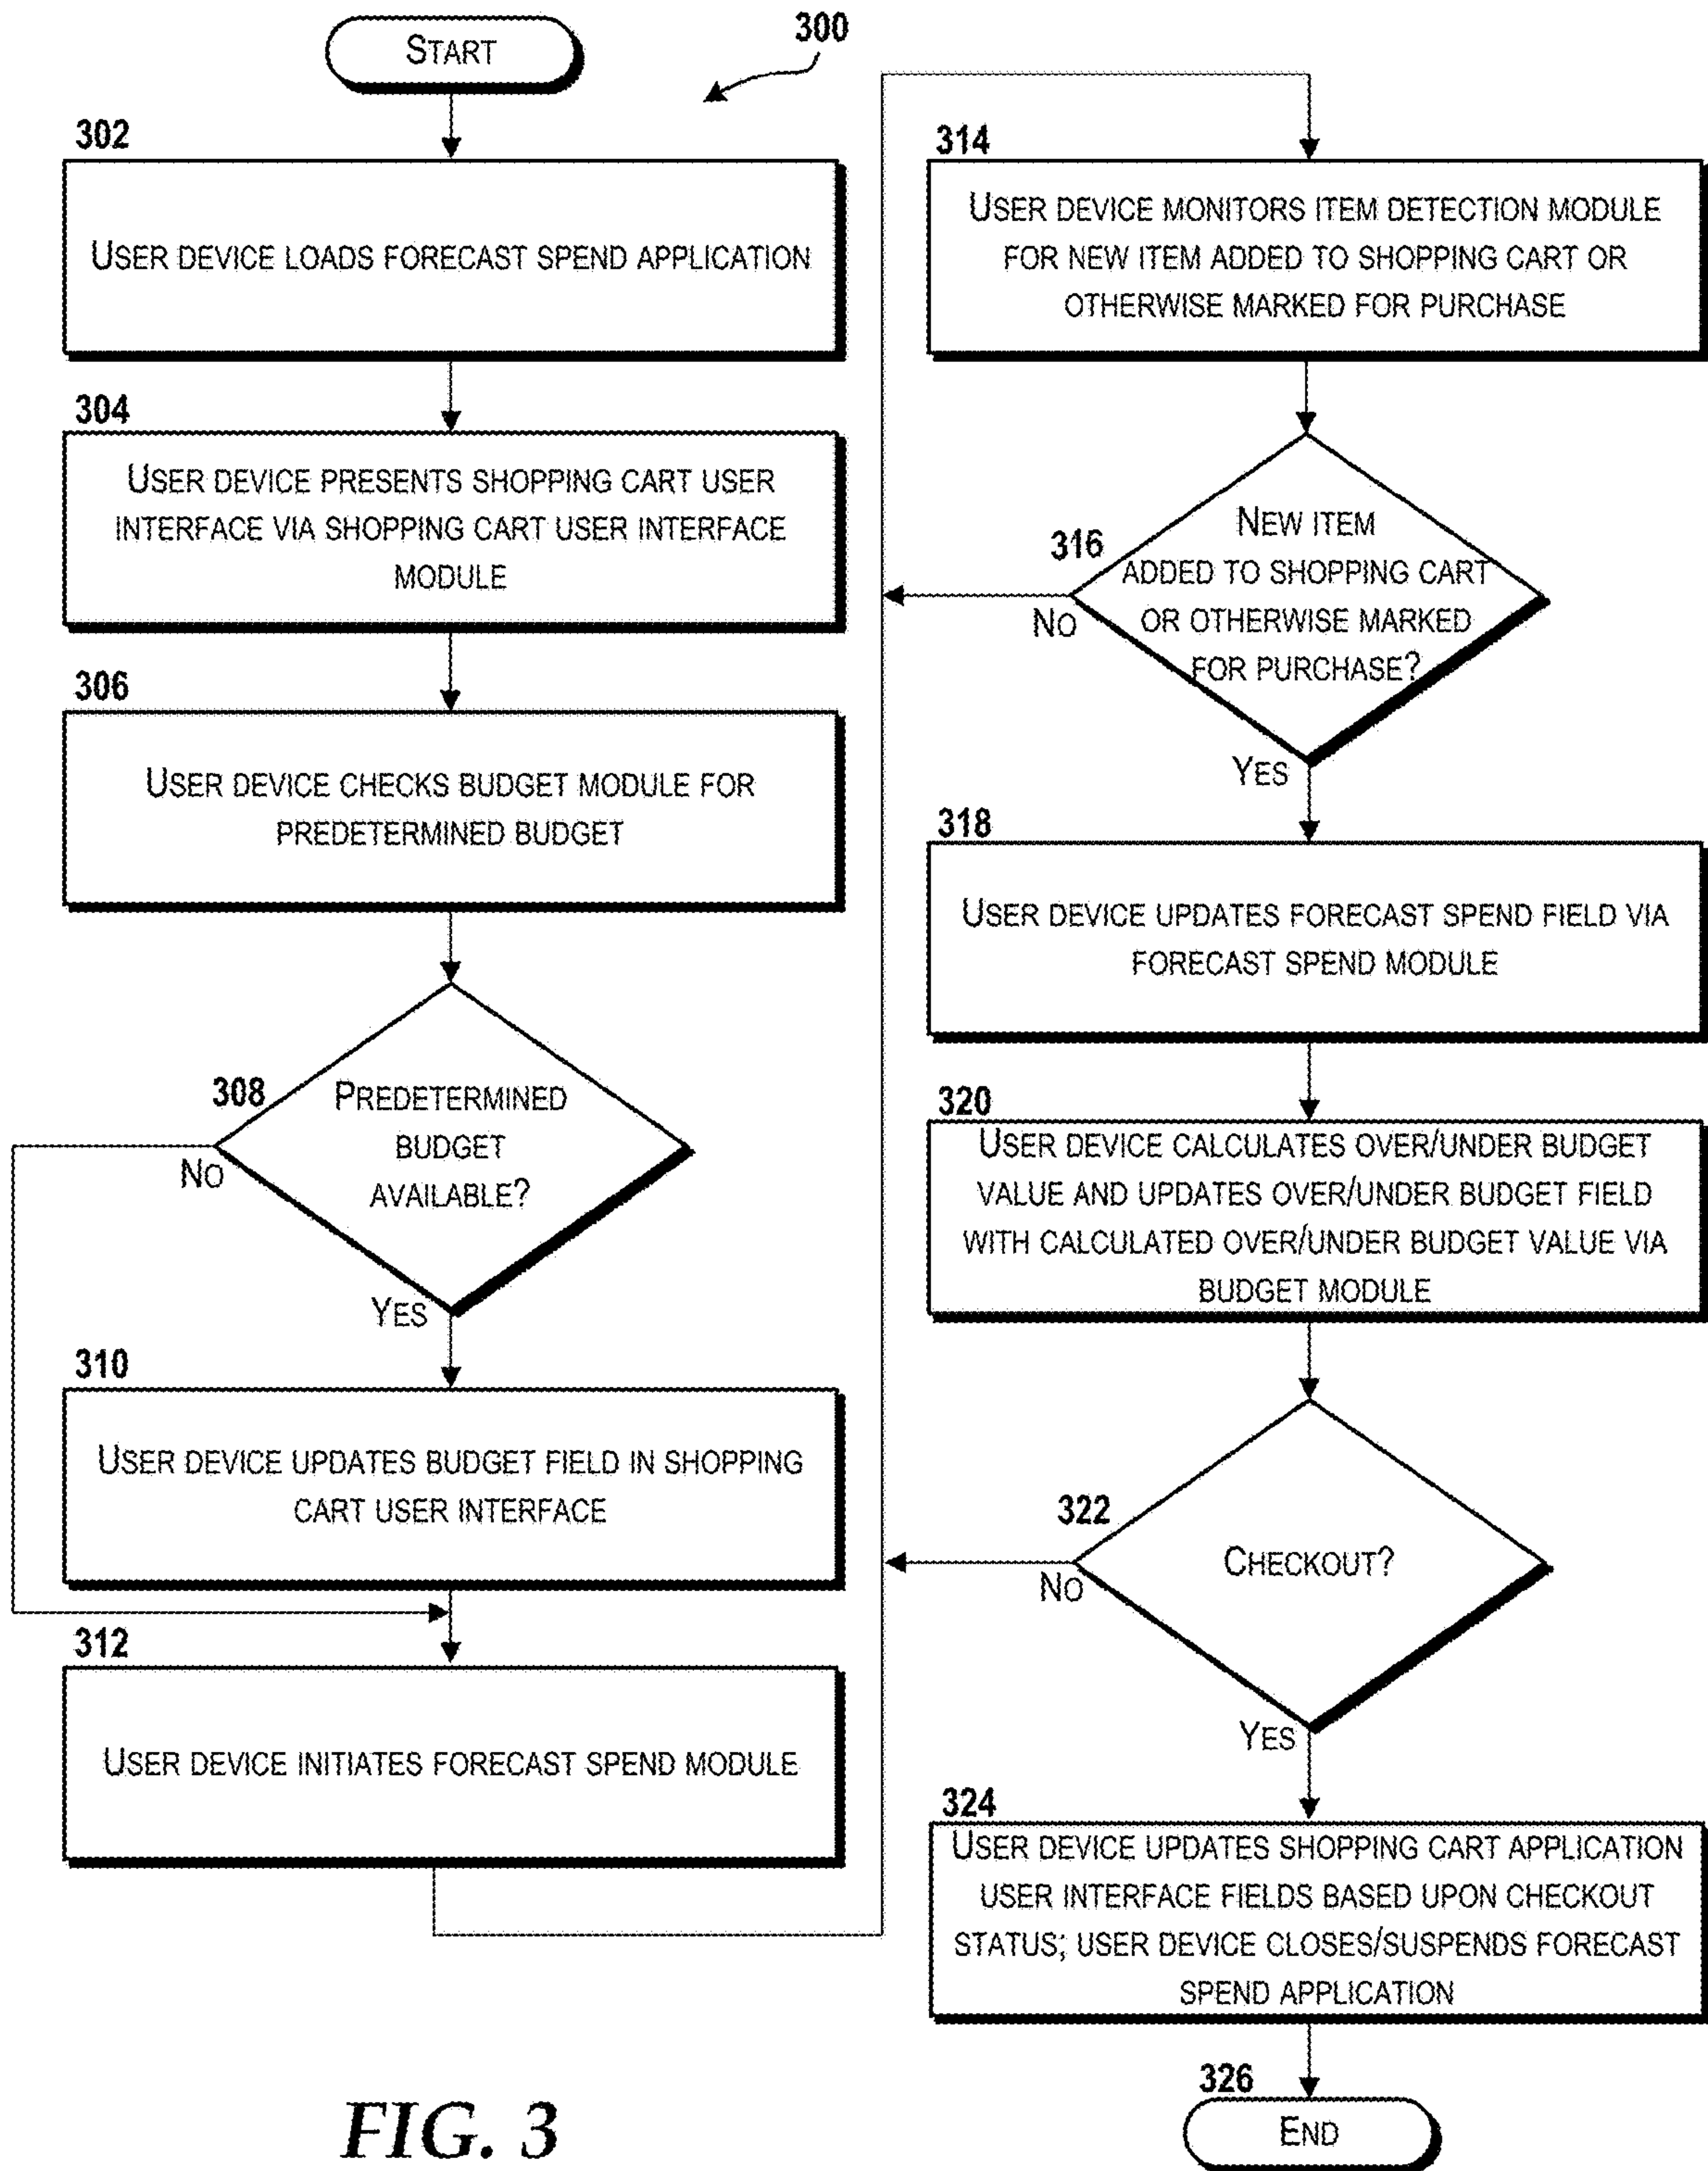 START
300
302
USER DEVICE LOADS FORECAST SPEND APPLICATION
304
USER DEVICE PRESENTS SHOPPING CART USER
INTERFACE VIA SHOPPING CART USER INTERFACE
MODULE
306
USER DEVICE CHECKS BUDGET MODULE FOR
PREDETERMINED BUDGET
308
PREDETERMINED
BUDGET
AVAILABLE?
NO
YES
310
USER DEVICE UPDATES BUDGET FIELD IN SHOPPING
CART USER INTERFACE
312
USER DEVICE INITIATES FORECAST SPEND MODULE
314
USER DEVICE MONITORS ITEM DETECTION MODULE
FOR NEW ITEM ADDED TO SHOPPING CART OR
OTHERWISE MARKED FOR PURCHASE
316
NEW ITEM
ADDED TO SHOPPING CART
OR OTHERWISE MARKED
FOR PURCHASE?
NO
YES
318
USER DEVICE UPDATES FORECAST SPEND FIELD VIA
FORECAST SPEND MODULE
320
USER DEVICE CALCULATES OVER/UNDER BUDGET
VALUE AND UPDATES OVER/UNDER BUDGET FIELD
WITH CALCULATED OVER/UNDER BUDGET VALUE VIA
BUDGET MODULE
322
CHECKOUT?
NO
YES
324
USER DEVICE UPDATES SHOPPING CART APPLICATION
USER INTERFACE FIELDS BASED UPON CHECKOUT
STATUS; USER DEVICE CLOSES/SUSPENDS FORECAST
SPEND APPLICATION
326
END
FIG. 3